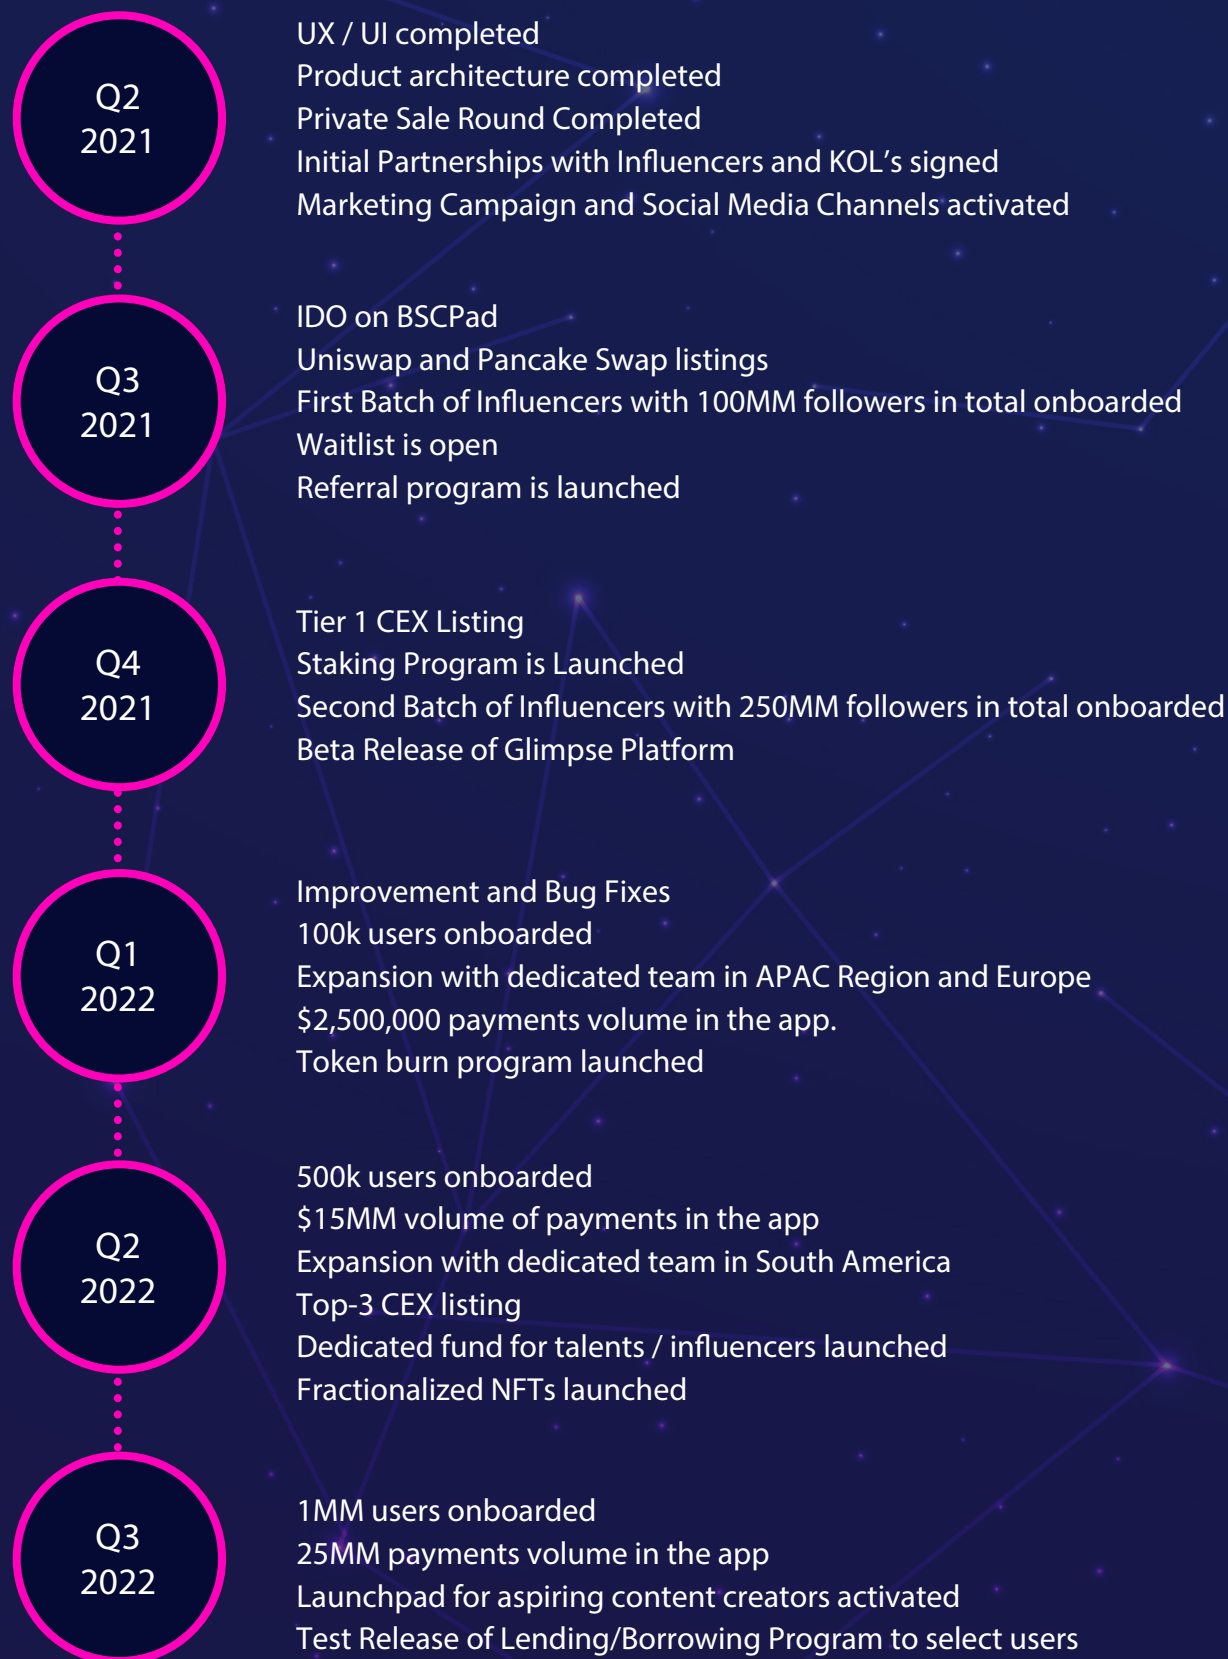 Q2
2021
UX / UI completed
Product architecture completed
Private Sale Round Completed
Initial Partnerships with Influencers and KOL's signed
Marketing Campaign and Social Media Channels activated
Q3
2021
IDO on BSCPad
Uniswap and Pancake Swap listings
First Batch of Influencers with 100MM followers in total onboarded
Waitlist is open
Referral program is launched
Q4
2021
Tier 1 CEX Listing
Staking Program is Launched
Second Batch of Influencers with 250MM followers in total onboarded
Beta Release of Glimpse Platform
Q1
2022
Improvement and Bug Fixes
100k users onboarded
Expansion with dedicated team in APAC Region and Europe
$2,500,000 payments volume in the app.
Token burn program launched
Q2
2022
500k users onboarded
$15MM volume of payments in the app
Expansion with dedicated team in South America
Top-3 CEX listing
Dedicated fund for talents / influencers launched
Fractionalized NFTs launched
Q3
2022
1MM users onboarded
25MM payments volume in the app
Launchpad for aspiring content creators activated
Test Release of Lending/Borrowing Program to select users